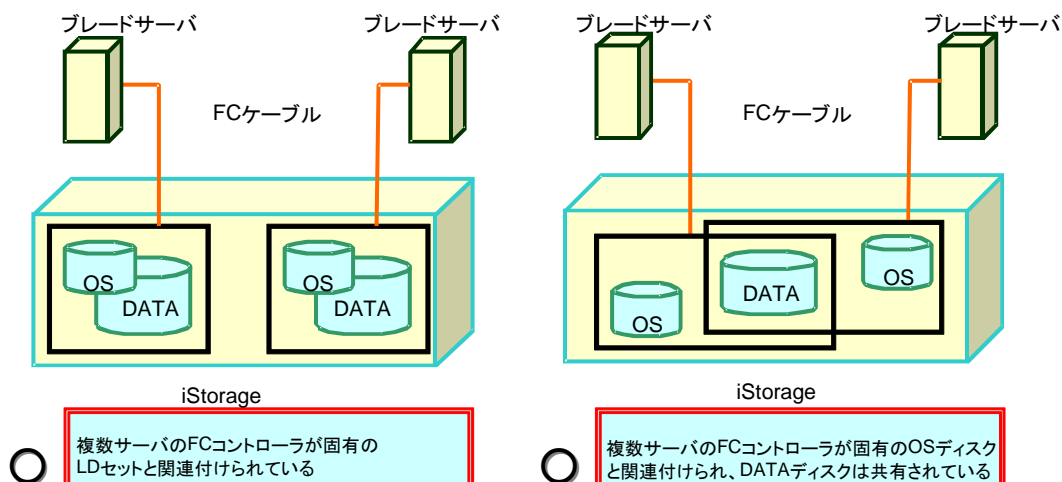 ブレードサーバ
ブレードサーバ
FCケーブル
OS
DATA
OS
DATA
iStorage
複数サーバのFCコントローラが固有の
LDセットと関連付けられている
ブレードサーバ
ブレードサーバ
FCケーブル
OS
DATA
OS
iStorage
複数サーバのFCコントローラが固有のOSディスク
と関連付けられ、DATAディスクは共有されている